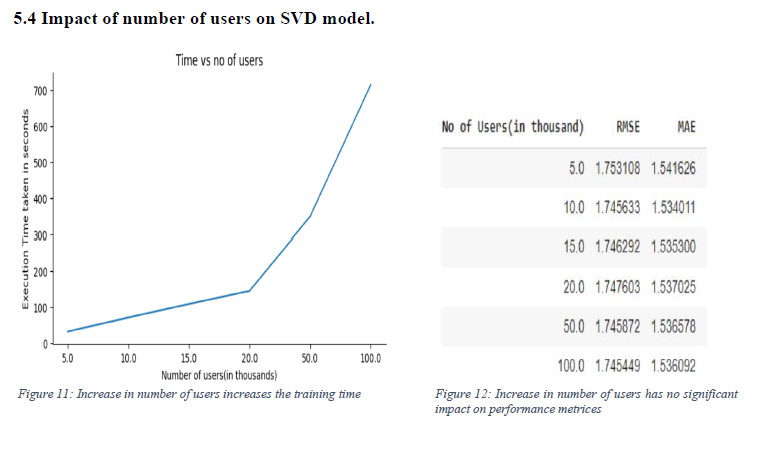 5.4 Impact of number of users on SVD model.
Time vs no of users
Execution Time taken in seconds
700
600
500
400
300
200
100
0
5.0 10.0 15.0 20.0 50.0 100.0
Number of users(in thousands)
Figure 11: Increase in number of users increases the training time
No of Users(in thousand) RMSE MAE
5.0 1.753108 1.541626
10.0 1.745633 1.534011
15.0 1.746292 1.535300
20.0 1.747603 1.537025
50.0 1.745872 1.536578
100.0 1.745449 1.536092
Figure 12: Increase in number of users has no significant
impact on performance metrices